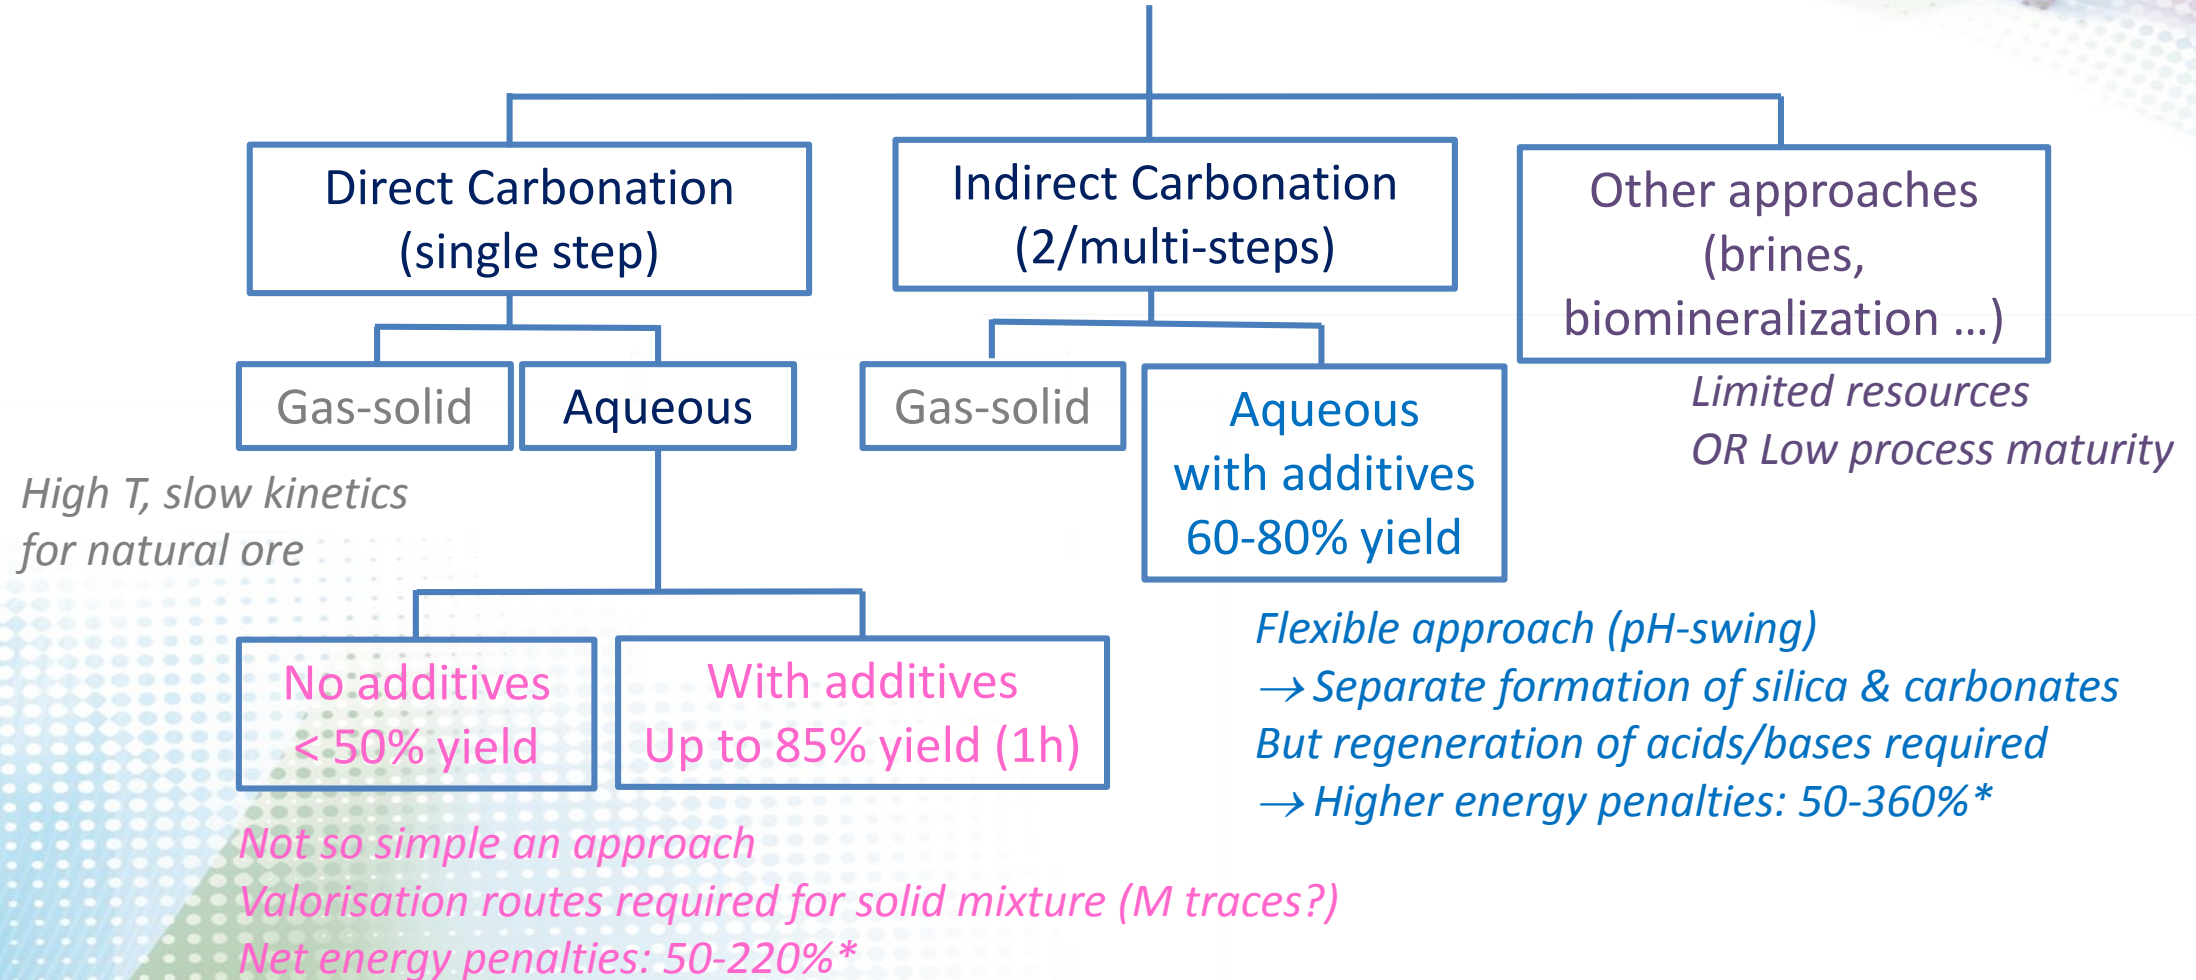 Direct Carbonation
(single step)
Indirect Carbonation
(2/multi-steps)
Other approaches
(brines,
biomineralization ...)
Gas-solid
Aqueous
Gas-solid
Aqueous
with additives
60-80% yield
Limited resources
OR Low process maturity
High T, slow kinetics
for natural ore
No additives
< 50% yield
With additives
Up to 85% yield (1h)
Flexible approach (pH-swing)
→ Separate formation of silica & carbonates
But regeneration of acids/bases required
→ Higher energy penalties: 50-360%*
Not so simple an approach
Valorisation routes required for solid mixture (M traces?)
Net energy penalties: 50-220%*